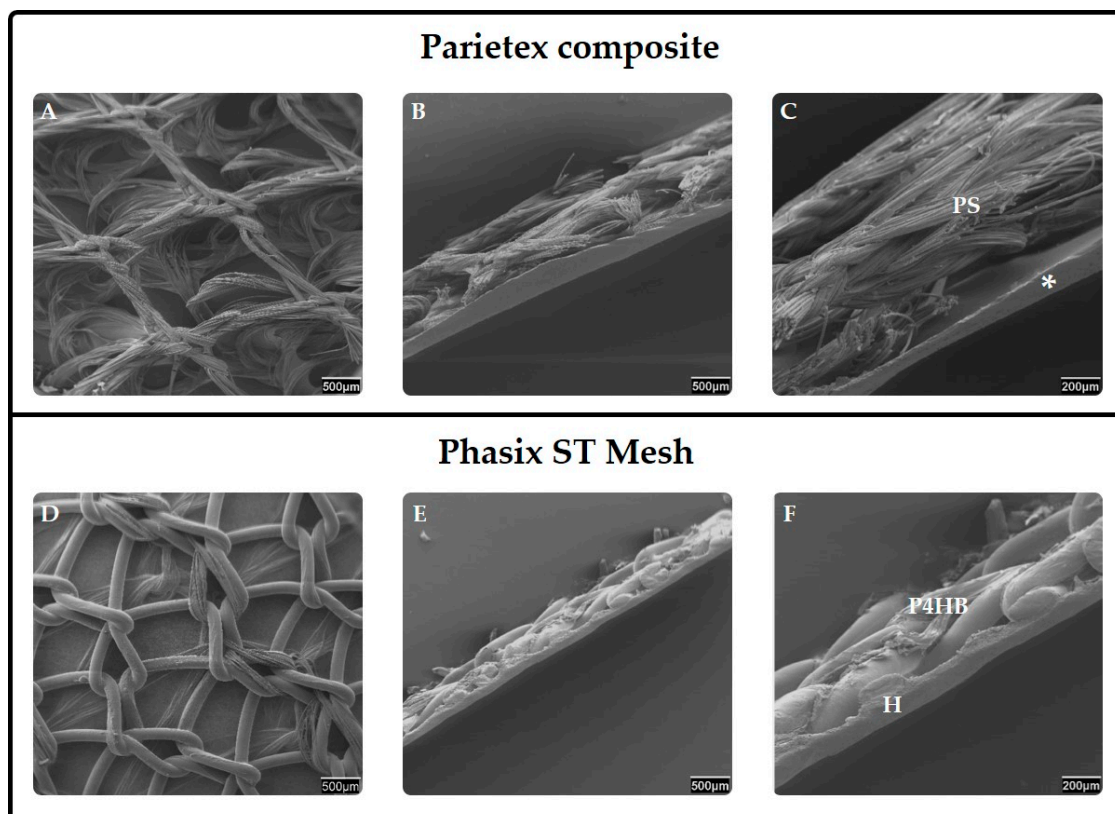 Parietex composite
A
500µm
B
500µm
C
PS
*
200µm
Phasix ST Mesh
D
500µm
E
500µm
F
P4HB
H
200µm